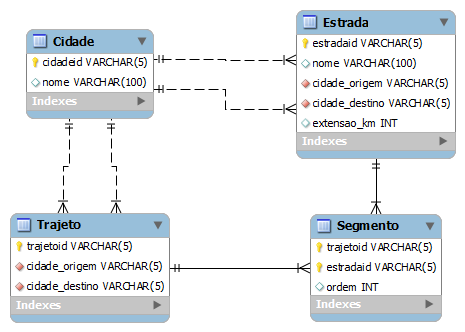 Cidade
cidadeid VARCHAR(5)
nome VARCHAR(100)
Indexes
Estrada
estradaid VARCHAR(5)
nome VARCHAR(100)
cidade_origem VARCHAR(5)
cidade_destino VARCHAR(5)
extensao_km INT
Indexes
Trajeto
trajetoid VARCHAR(5)
cidade_origem VARCHAR(5)
cidade_destino VARCHAR(5)
Indexes
Segmento
trajetoid VARCHAR(5)
estradaid VARCHAR(5)
ordem INT
Indexes